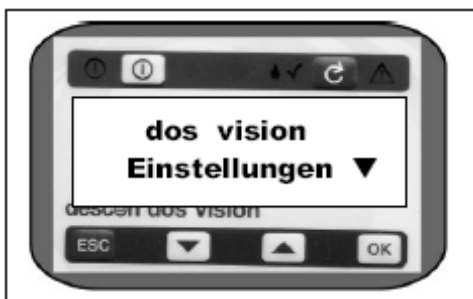 dos vision
Einstellungen ▼
descon dos vision
ESC
OK